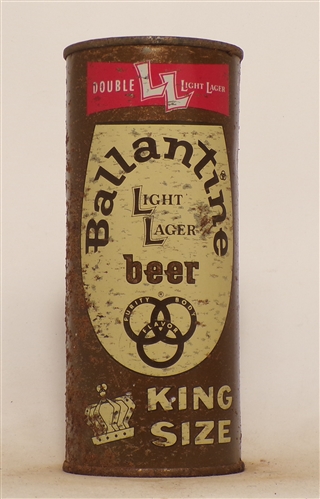 DOUBLE LL LIGHT LAGER
Ballantine
®
LIGHT
LAGER
beer
®
PURITY BODY
FLAVOR
KING
SIZE